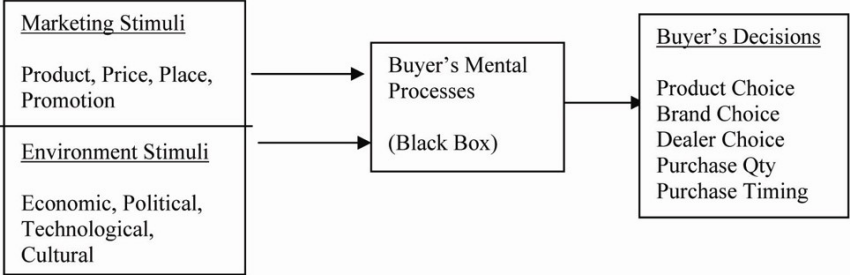 Marketing Stimuli
Product, Price, Place,
Promotion
Environment Stimuli
Economic, Political,
Technological,
Cultural
Buyer's Mental
Processes
(Black Box)
Buyer's Decisions
Product Choice
Brand Choice
Dealer Choice
Purchase Qty
Purchase Timing